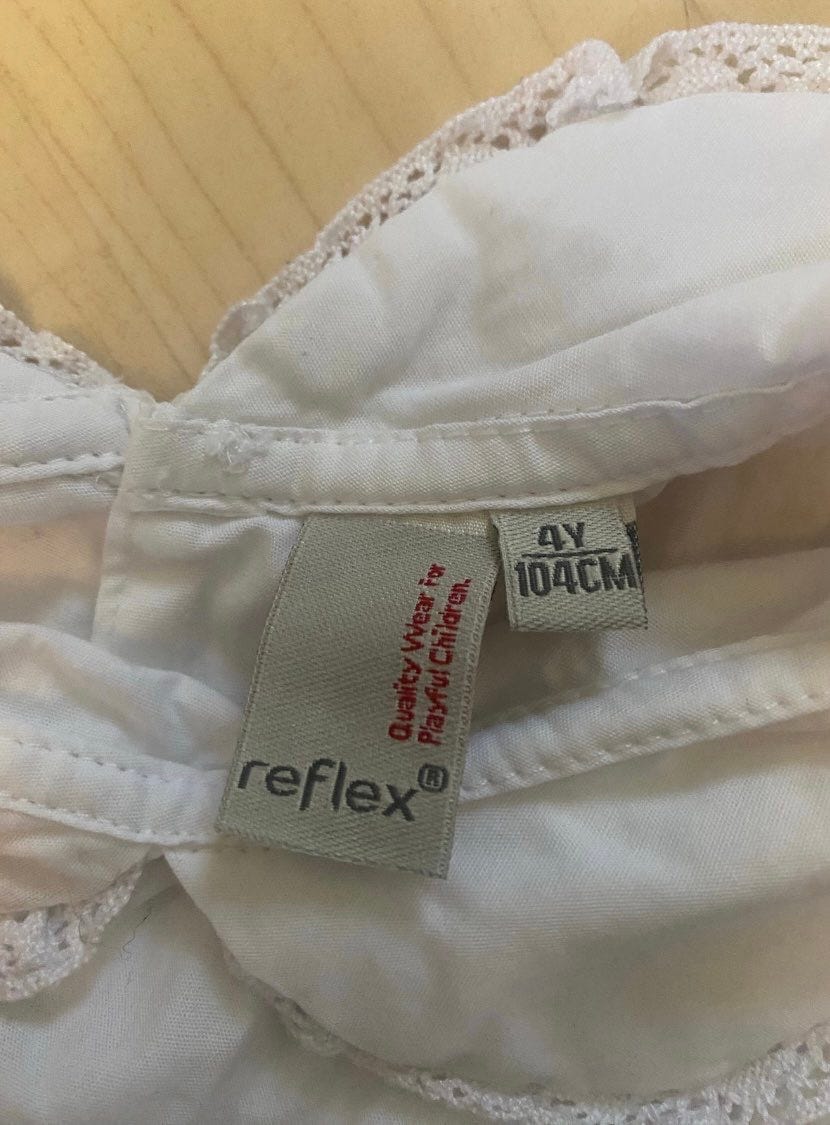 4Y
104CM
Quality Wear for
Playful Children.
reflex®